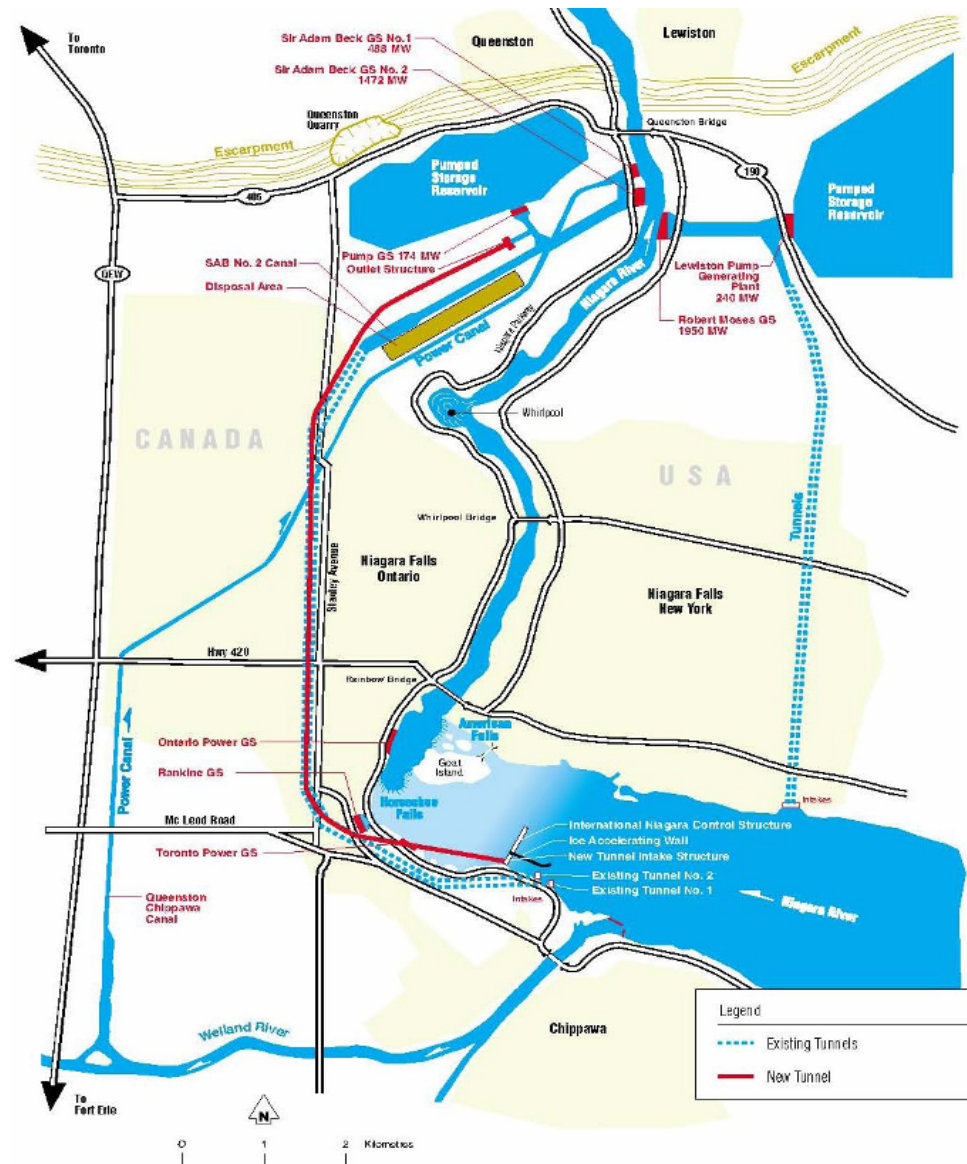 To
Toronto
Sir Adam Beck GS No.1
488 MW
Queenston
Lewiston
Sir Adam Beck GS No. 2
1472 MW
Escarpment
Queenston
Quarry
Escarpment
Queenston Bridge
405
190
Pumped
Storage
Reservoir
Pumped
Storage
Reservoir
QEW
Pump GS 174 MW
Outlet Structure
SAB No. 2 Canal
Disposal Area
Power Canal
Niagara Parkway
Niagara River
Lewiston Pump
Generating
Plant
240 MW
Robert Moses GS
1950 MW
Whirlpool
CANADA
USA
Whirlpool Bridge
Tunnels
Niagara Falls
Ontario
Stanley Avenue
Niagara Falls
New York
Hwy 420
Rainbow Bridge
Power Canal
Ontario Power GS
American
Falls
Goat
Island
Rankine GS
Horseshoe
Falls
Intakes
Mc Leod Road
International Niagara Control Structure
Ice Accelerating Wall
New Tunnel Intake Structure
Toronto Power GS
Existing Tunnel No. 2
Existing Tunnel No. 1
Intakes
Queenston
Chippawa
Canal
Niagara River
Welland River
Chippawa
Legend
Existing Tunnels
New Tunnel
To
Fort Erie
N
0 1 2 Kilometres